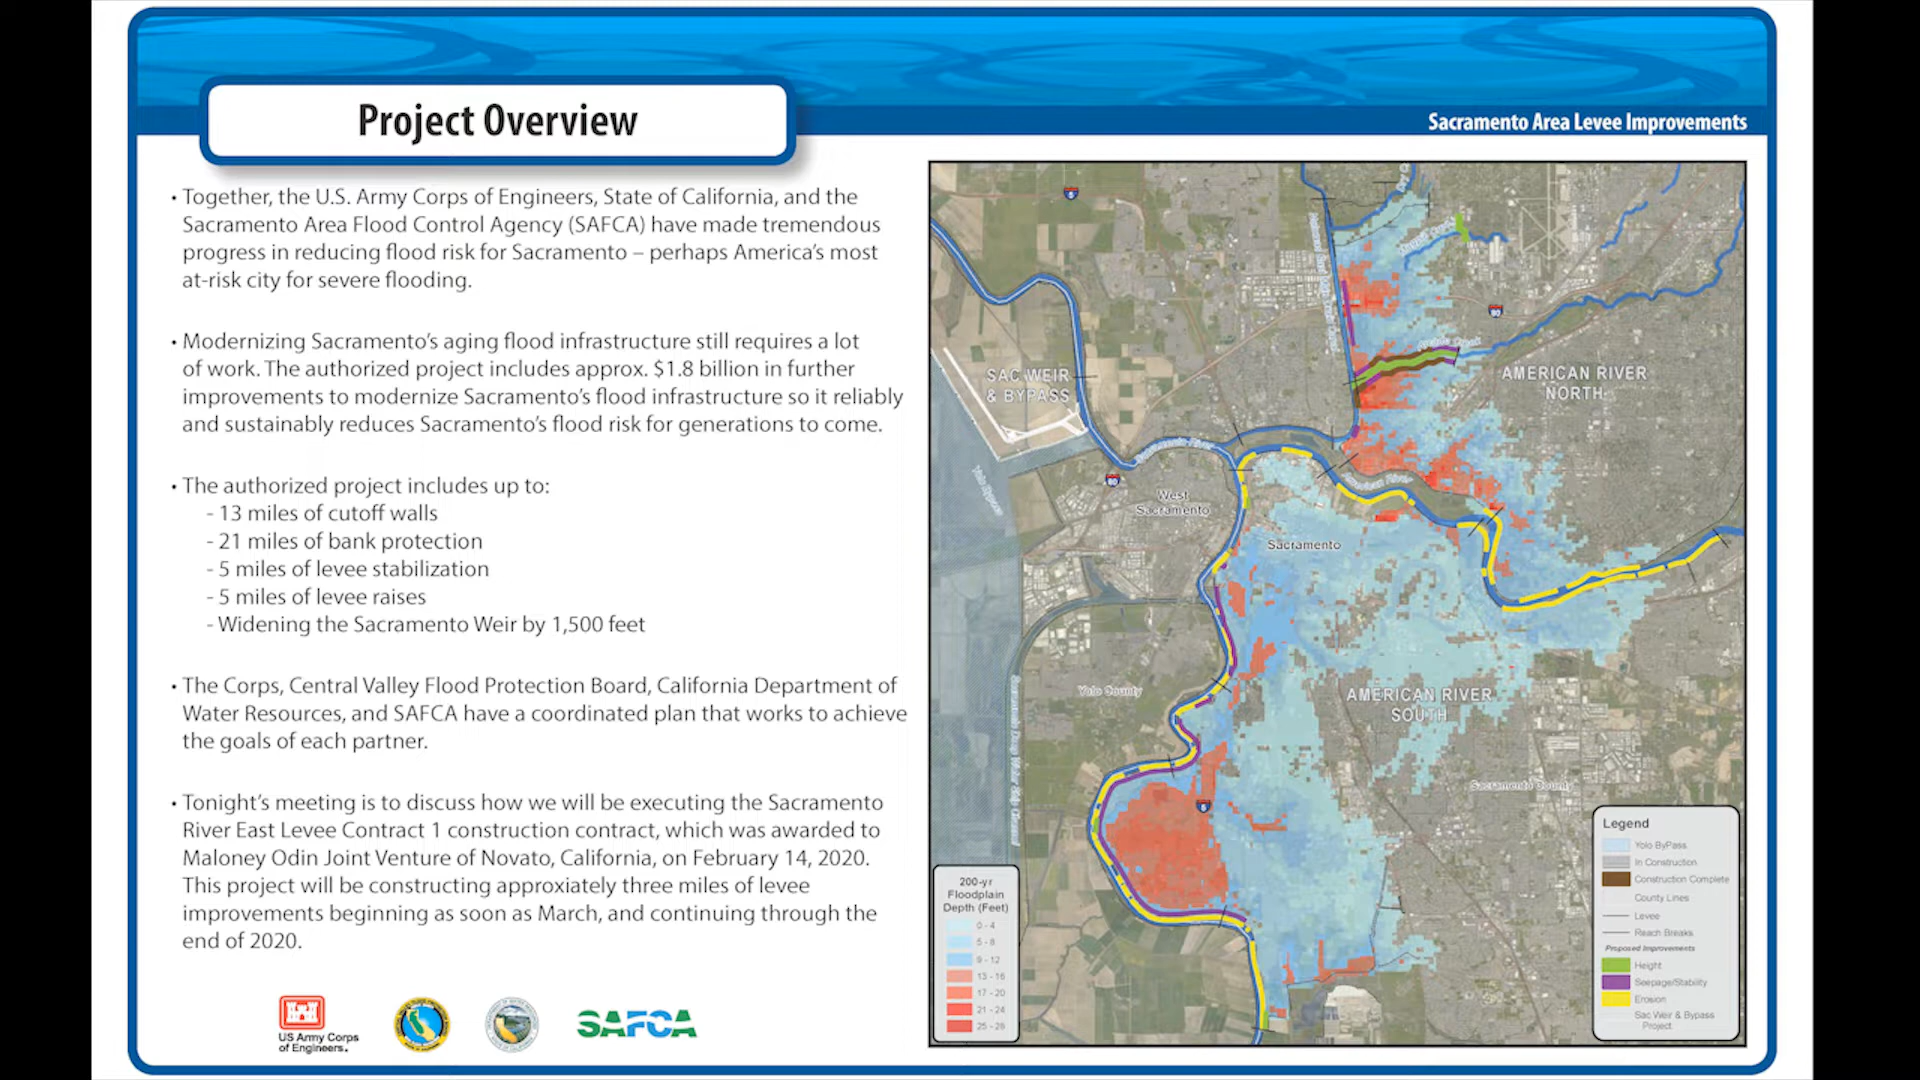 Project Overview
Sacramento Area Levee Improvements
• Together, the U.S. Army Corps of Engineers, State of California, and the
Sacramento Area Flood Control Agency (SAFCA) have made tremendous
progress in reducing flood risk for Sacramento – perhaps America's most
at-risk city for severe flooding.
• Modernizing Sacramento's aging flood infrastructure still requires a lot
of work. The authorized project includes approx. $1.8 billion in further
improvements to modernize Sacramento's flood infrastructure so it reliably
and sustainably reduces Sacramento's flood risk for generations to come.
• The authorized project includes up to:
- 13 miles of cutoff walls
- 21 miles of bank protection
- 5 miles of levee stabilization
- 5 miles of levee raises
- Widening the Sacramento Weir by 1,500 feet
• The Corps, Central Valley Flood Protection Board, California Department of
Water Resources, and SAFCA have a coordinated plan that works to achieve
the goals of each partner.
• Tonight's meeting is to discuss how we will be executing the Sacramento
River East Levee Contract 1 construction contract, which was awarded to
Maloney Odin Joint Venture of Novato, California, on February 14, 2020.
This project will be constructing approxiately three miles of levee
improvements beginning as soon as March, and continuing through the
end of 2020.
US Army Corps
of Engineers.
SAFCA
5
80
SAC WEIR
& BYPASS
AMERICAN RIVER
NORTH
Sacramento River
80
Yolo Bypass
West
Sacramento
American River
Sacramento
Yolo County
AMERICAN RIVER
SOUTH
Sacramento County
5
200-yr
Floodplain
Depth (Feet)
0 - 4
5 - 8
9 - 12
13 - 16
17 - 20
21 - 24
25 - 28
Legend
Yolo ByPass
In Construction
Construction Complete
County Lines
Levee
Reach Breaks
Proposed Improvements
Height
Seepage/Stability
Erosion
Sac Weir & Bypass
Project